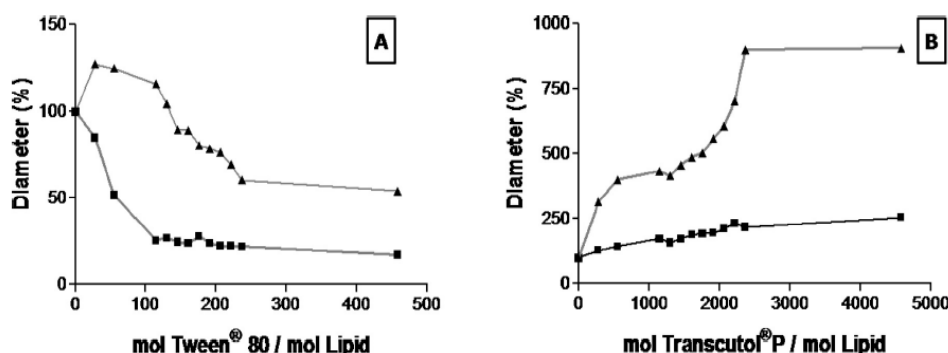 A
Diameter (%)
150
100
50
0
0 100 200 300 400 500
mol Tween® 80 / mol Lipid
B
Diameter (%)
1000
750
500
250
0
0 1000 2000 3000 4000 5000
mol Transcutol®P / mol Lipid